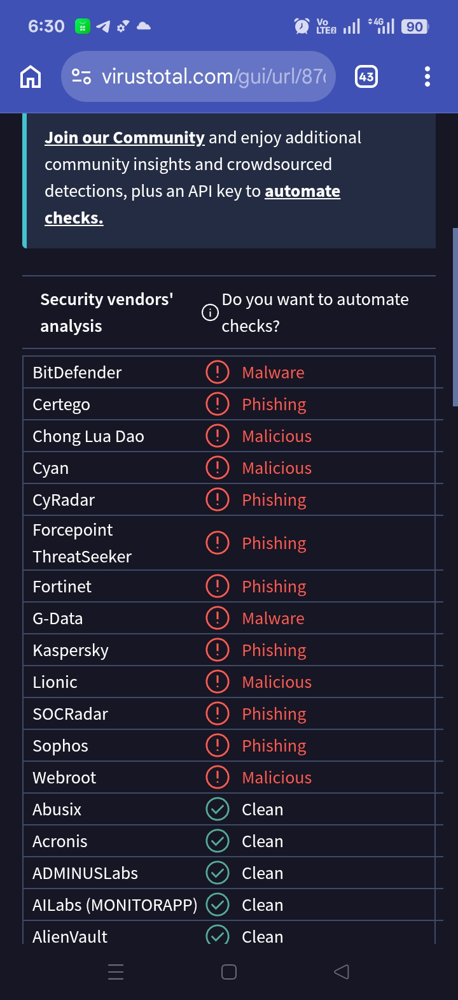 6:30
Vo
LTE2
4G
90
virustotal.com/gui/url/87
43
Join our Community and enjoy additional
community insights and crowdsourced
detections, plus an API key to automate
checks.
Security vendors' analysis
Do you want to automate checks?
BitDefender Malware
Certego Phishing
Chong Lua Dao Malicious
Cyan Malicious
CyRadar Phishing
Forcepoint ThreatSeeker Phishing
Fortinet Phishing
G-Data Malware
Kaspersky Phishing
Lionic Malicious
SOCRadar Phishing
Sophos Phishing
Webroot Malicious
Abusix Clean
Acronis Clean
ADMINUSLabs Clean
AILabs (MONITORAPP) Clean
AlienVault Clean